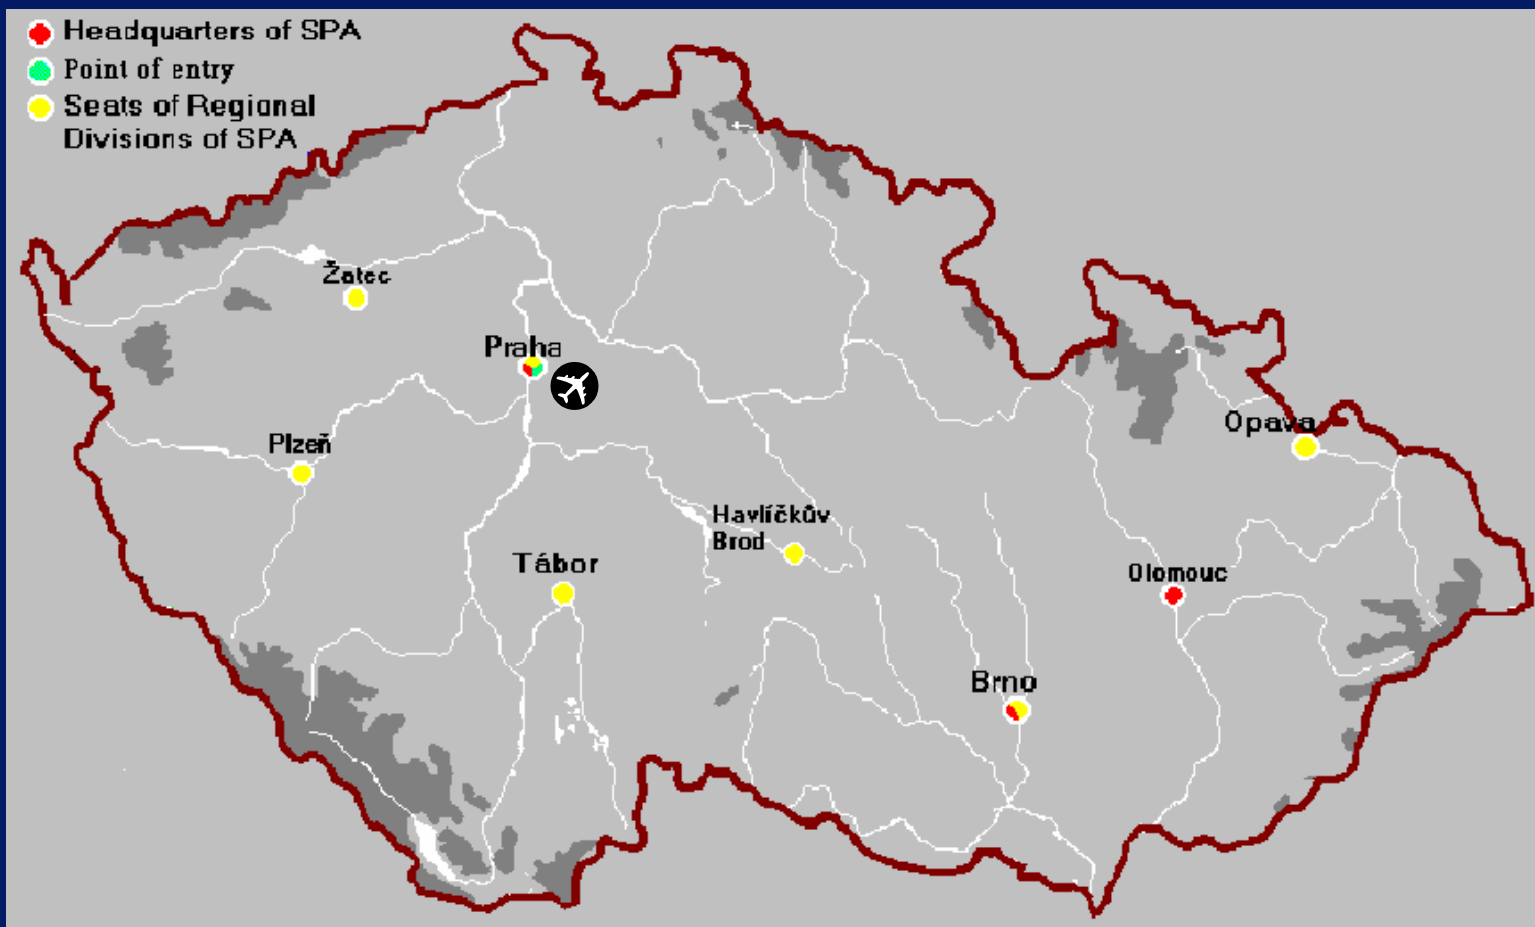 Headquarters of SPA
Point of entry
Seats of Regional
Divisions of SPA
Žatec
Praha
Plzeň
Opava
Havlíčkův
Brod
Tábor
Olomouc
Brno